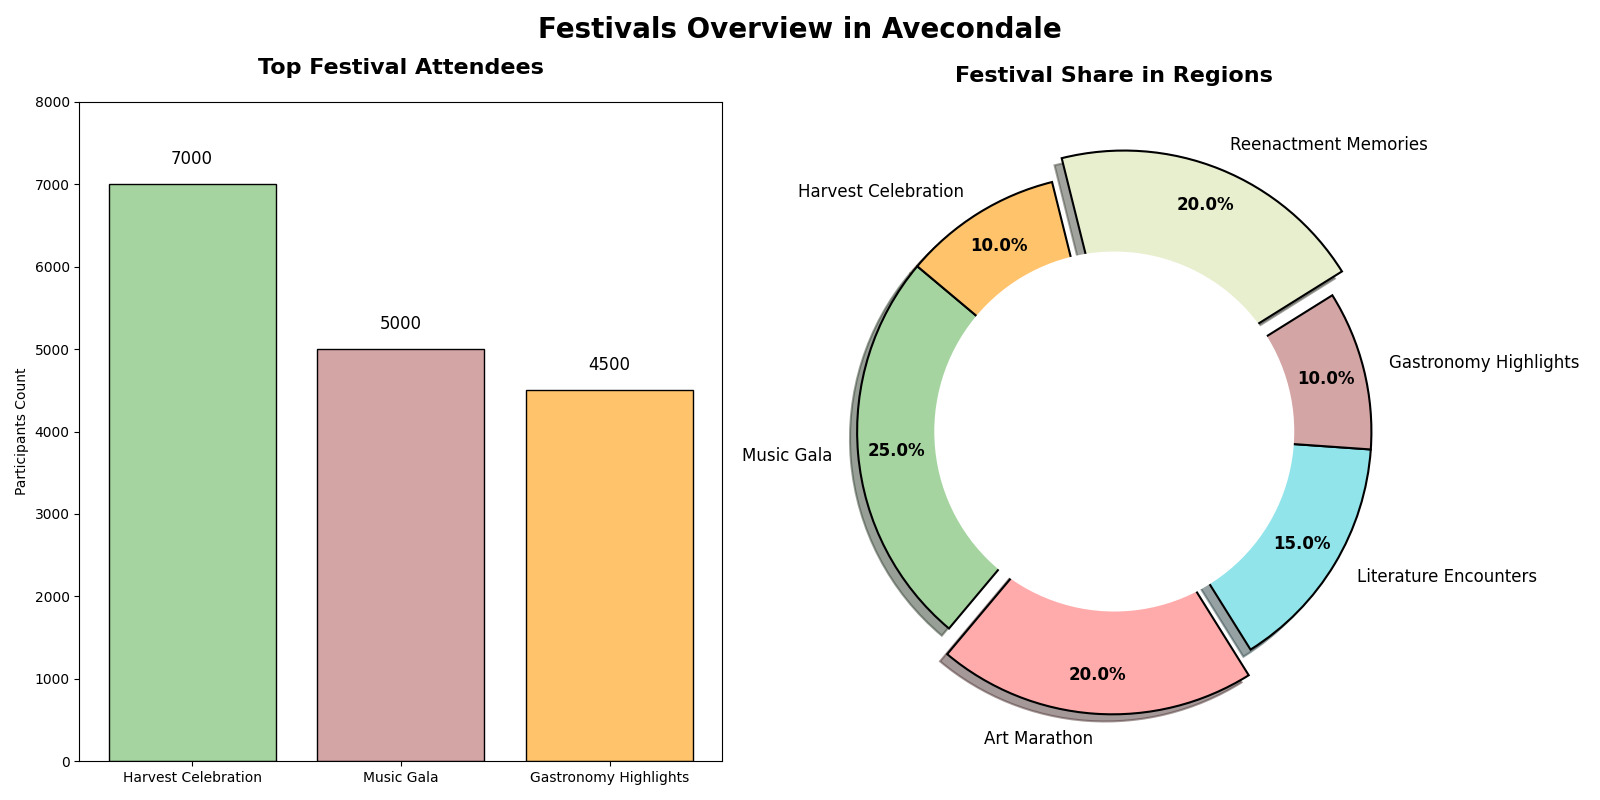 Festivals Overview in Avecondale
Top Festival Attendees
Participants Count
8000
7000
6000
5000
4000
3000
2000
1000
0
7000
5000
4500
Harvest Celebration
Music Gala
Gastronomy Highlights
Festival Share in Regions
Reenactment Memories
20.0%
Harvest Celebration
10.0%
Gastronomy Highlights
10.0%
Music Gala
25.0%
Literature Encounters
15.0%
Art Marathon
20.0%